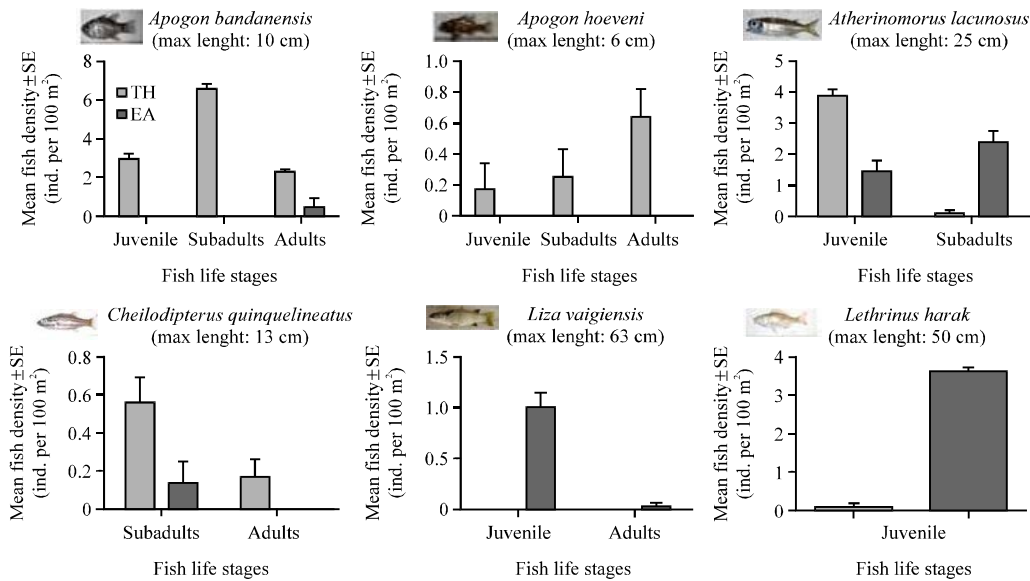 Apogon bandanensis
(max lenght: 10 cm)
Mean fish density±SE
(ind. per 100 m²)
8
6
4
2
0
TH
EA
Juvenile Subadults Adults
Fish life stages
Apogon hoeveni
(max lenght: 6 cm)
Mean fish density±SE
(ind. per 100 m²)
1.0
0.8
0.6
0.4
0.2
0
Juvenile Subadults Adults
Fish life stages
Atherinomorus lacunosus
(max lenght: 25 cm)
Mean fish density±SE
(ind. per 100 m²)
5
4
3
2
1
0
Juvenile Subadults
Fish life stages
Cheilodipterus quinquelineatus
(max lenght: 13 cm)
Mean fish density±SE
(ind. per 100 m²)
0.8
0.6
0.4
0.2
0
Subadults Adults
Fish life stages
Liza vaigiensis
(max lenght: 63 cm)
Mean fish density±SE
(ind. per 100 m²)
1.5
1.0
0.5
0
Juvenile Adults
Fish life stages
Lethrinus harak
(max lenght: 50 cm)
Mean fish density±SE
(ind. per 100 m²)
4
3
2
1
0
Juvenile
Fish life stages